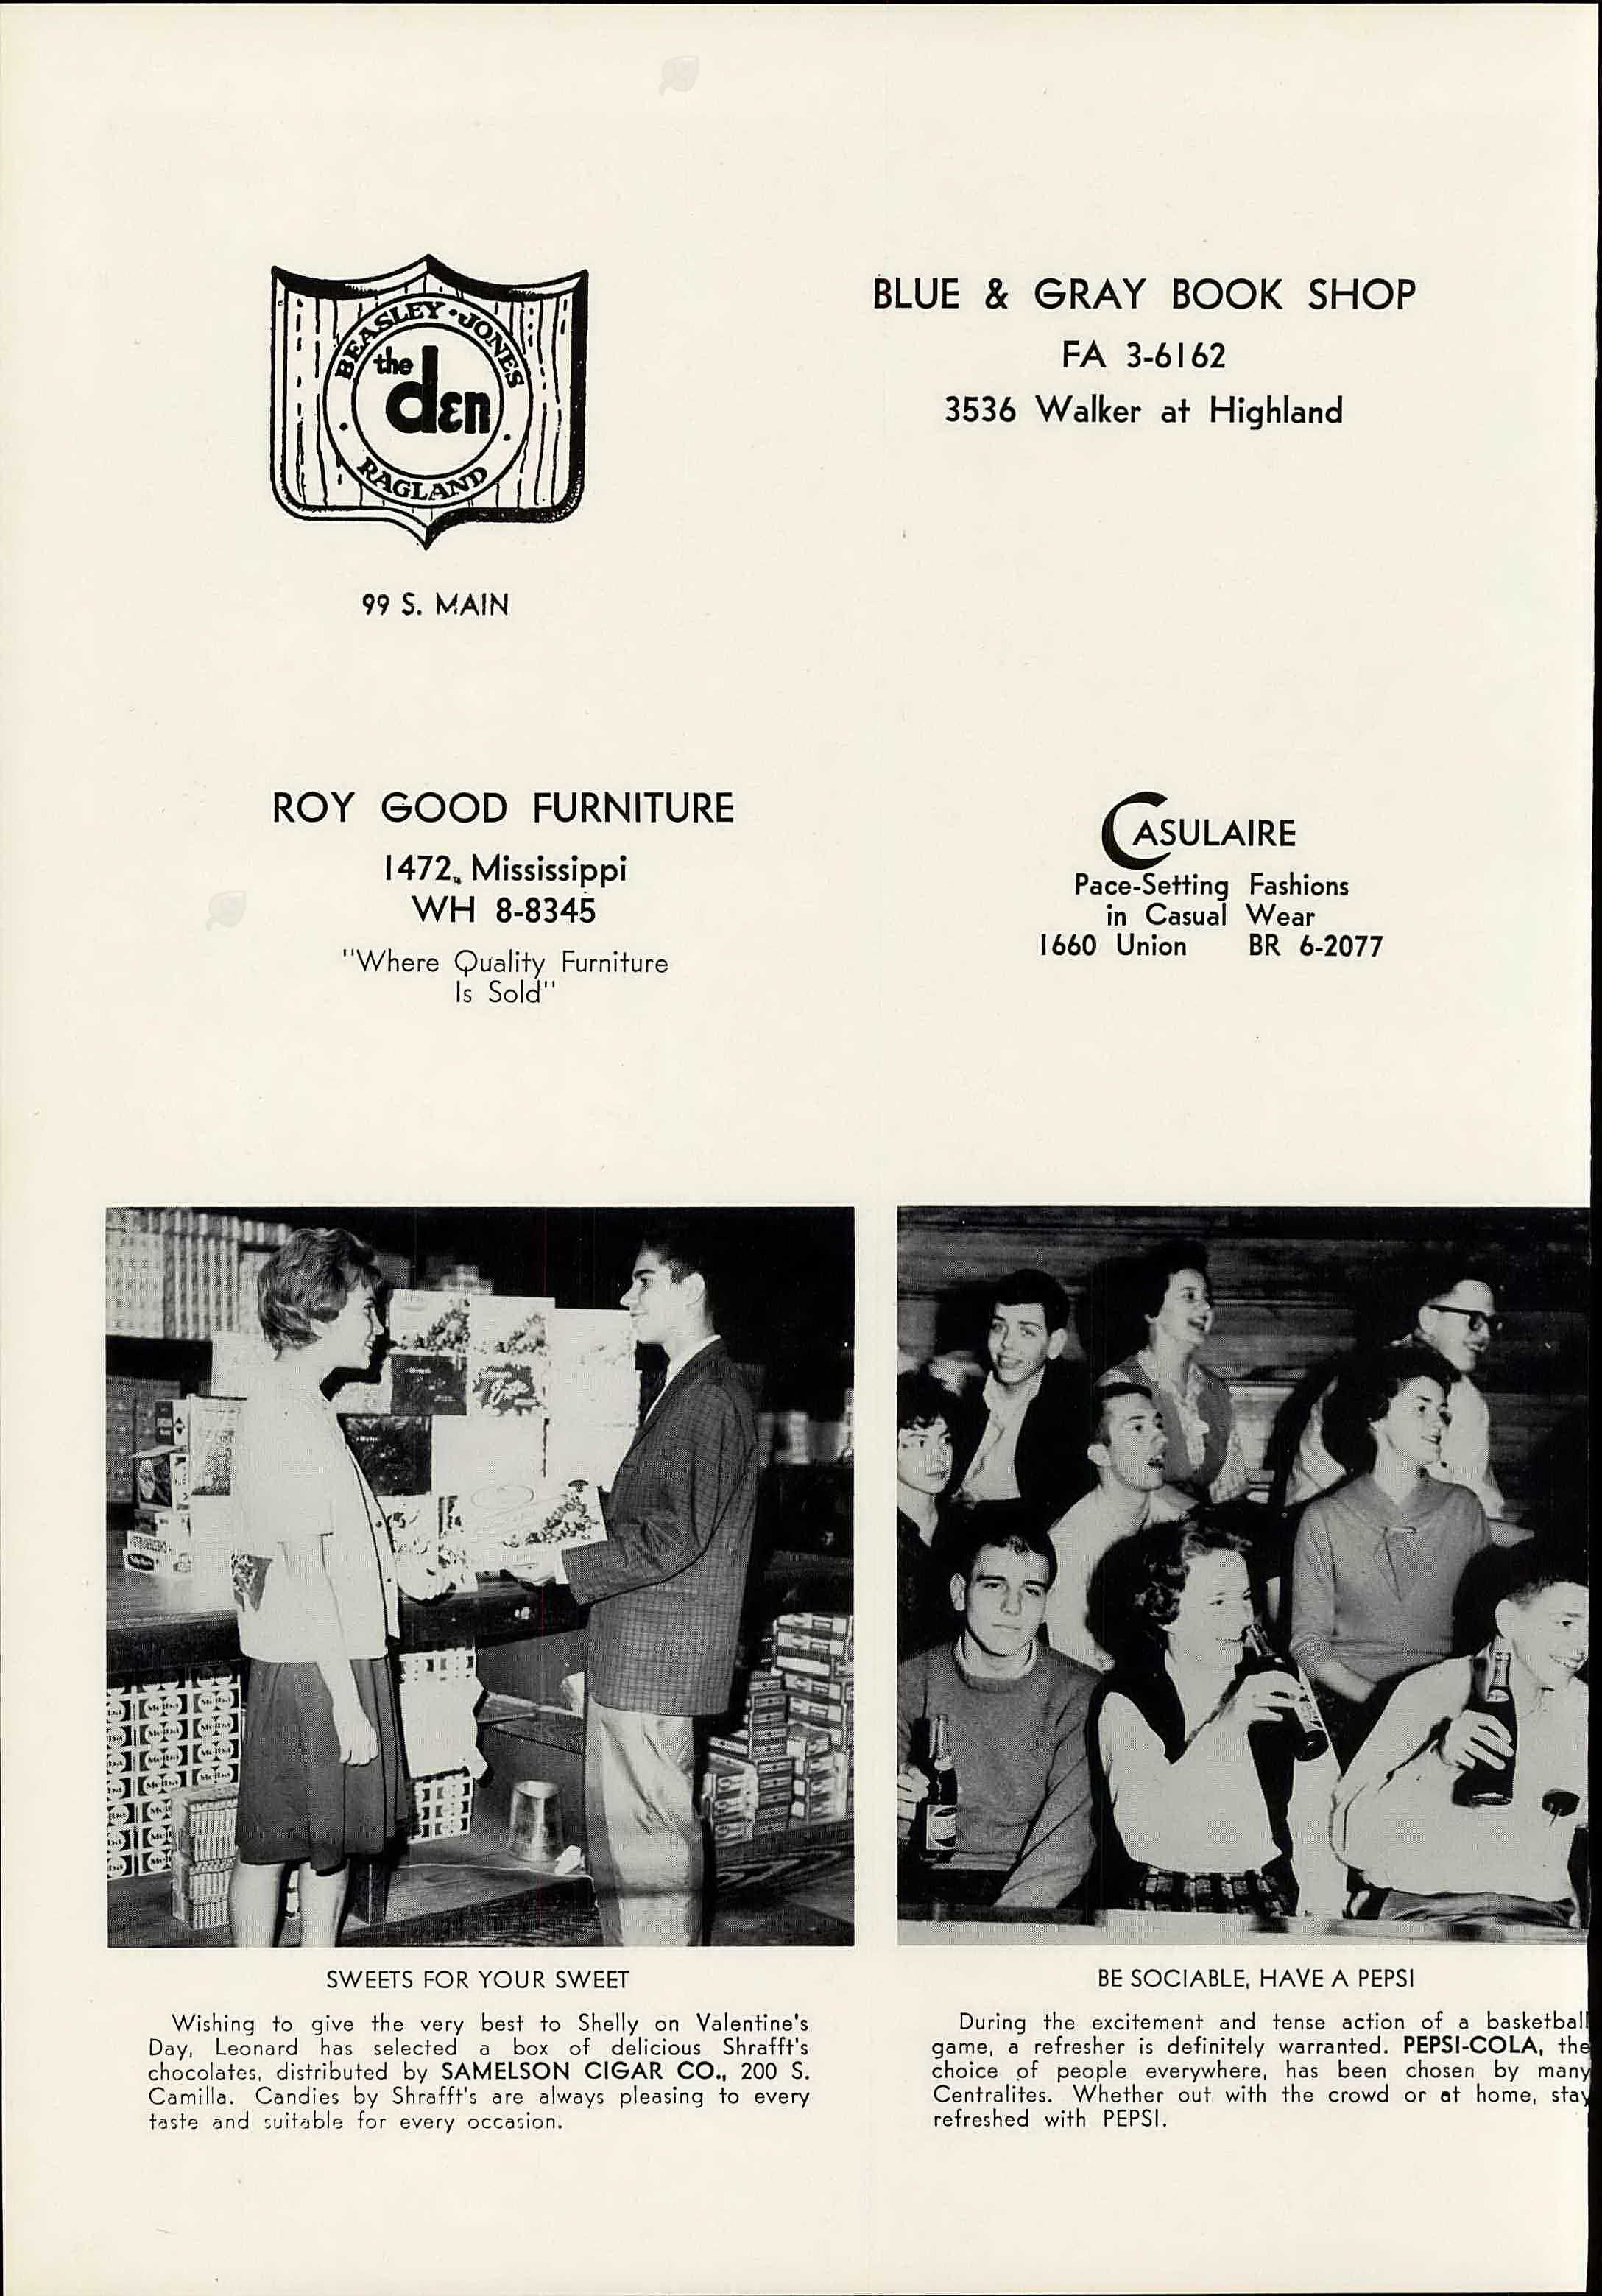 BEASLEY • JONES
the
den
RAGLAND
99 S. MAIN
BLUE & GRAY BOOK SHOP
FA 3-6162
3536 Walker at Highland
ROY GOOD FURNITURE
1472, Mississippi
WH 8-8345
"Where Quality Furniture
Is Sold"
CASULAIRE
Pace-Setting Fashions
in Casual Wear
1660 Union BR 6-2077
SWEETS FOR YOUR SWEET
Wishing to give the very best to Shelly on Valentine's
Day, Leonard has selected a box of delicious Shrafft's
chocolates, distributed by SAMELSON CIGAR CO., 200 S.
Camilla. Candies by Shrafft's are always pleasing to every
taste and suitable for every occasion.
BE SOCIABLE, HAVE A PEPSI
During the excitement and tense action of a basketball
game, a refresher is definitely warranted. PEPSI-COLA, the
choice of people everywhere, has been chosen by many
Centralites. Whether out with the crowd or at home, stay
refreshed with PEPSI.